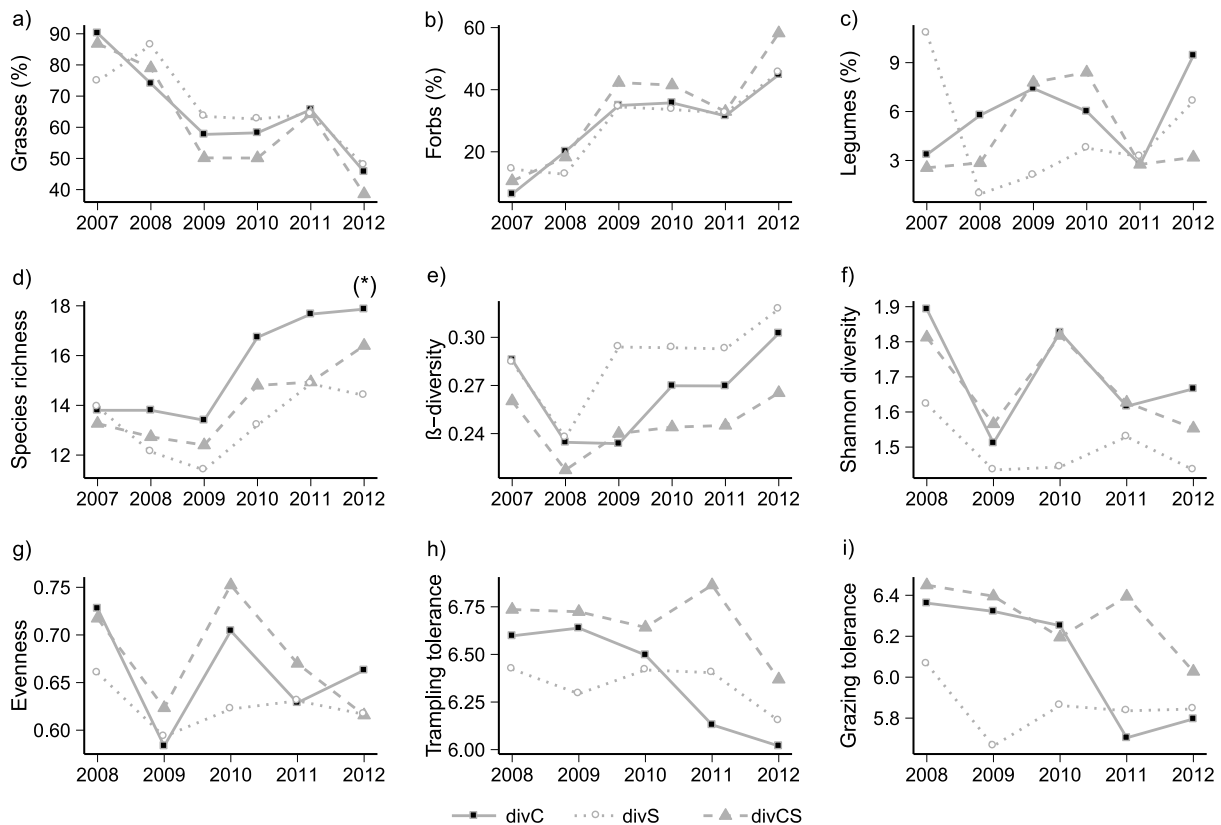 a)
Grasses (%)
90
80
70
60
50
40
2007 2008 2009 2010 2011 2012
b)
Forbs (%)
60
40
20
2007 2008 2009 2010 2011 2012
c)
Legumes (%)
9
6
3
2007 2008 2009 2010 2011 2012
d)
(*)
Species richness
18
16
14
12
2007 2008 2009 2010 2011 2012
e)
ß–diversity
0.30
0.27
0.24
2007 2008 2009 2010 2011 2012
f)
Shannon diversity
1.9
1.8
1.7
1.6
1.5
2008 2009 2010 2011 2012
g)
Evenness
0.75
0.70
0.65
0.60
2008 2009 2010 2011 2012
h)
Trampling tolerance
6.75
6.50
6.25
6.00
2008 2009 2010 2011 2012
i)
Grazing tolerance
6.4
6.2
6.0
5.8
2008 2009 2010 2011 2012
divC divS divCS